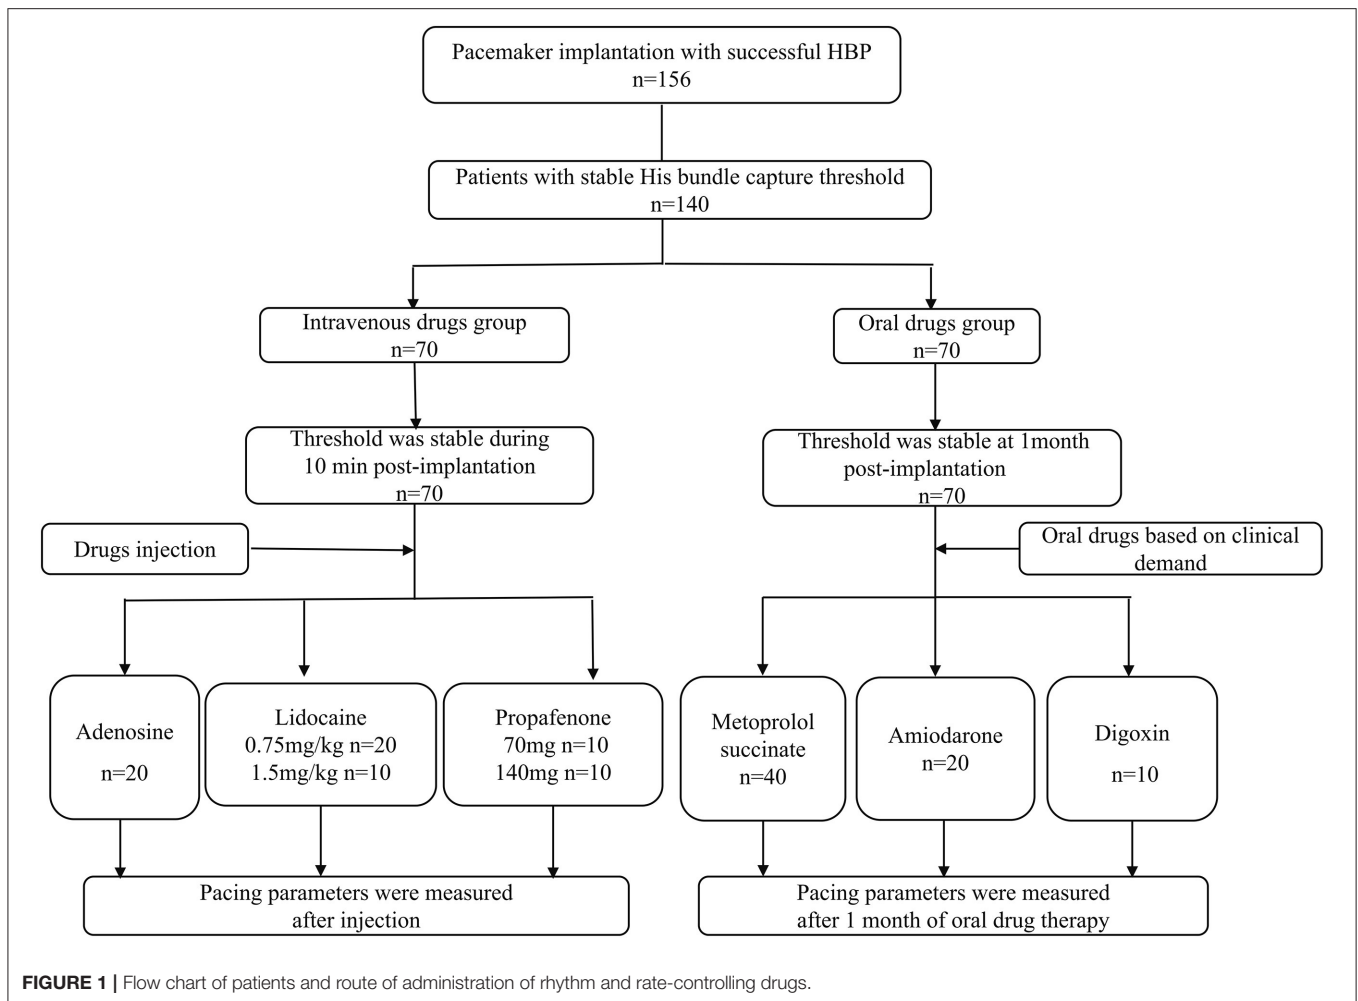 Pacemaker implantation with successful HBP
n=156
Patients with stable His bundle capture threshold
n=140
Intravenous drugs group
n=70
Oral drugs group
n=70
Threshold was stable during
10 min post-implantation
n=70
Threshold was stable at 1month
post-implantation
n=70
Drugs injection
Oral drugs based on clinical
demand
Adenosine
n=20
Lidocaine
0.75mg/kg n=20
1.5mg/kg n=10
Propafenone
70mg n=10
140mg n=10
Metoprolol
succinate
n=40
Amiodarone
n=20
Digoxin
n=10
Pacing parameters were measured
after injection
Pacing parameters were measured
after 1 month of oral drug therapy
FIGURE 1 | Flow chart of patients and route of administration of rhythm and rate-controlling drugs.